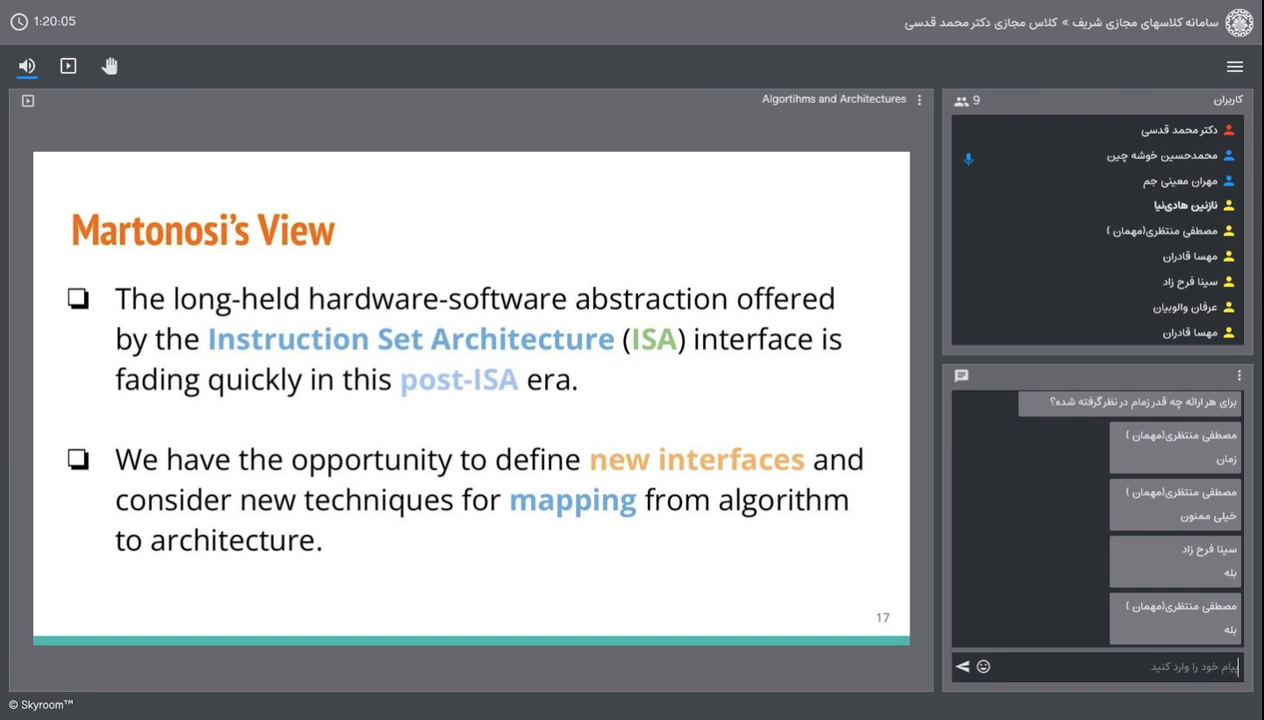 1:20:05
سامانه کلاسهای مجازی شریف » کلاس مجازی دکتر محمد قدسی
Algortihms and Architectures
Martonosi's View
The long-held hardware-software abstraction offered
by the Instruction Set Architecture (ISA) interface is
fading quickly in this post-ISA era.
We have the opportunity to define new interfaces and
consider new techniques for mapping from algorithm
to architecture.
17
9
کاربران
دکتر محمد قدسی
محمدحسین خوشه چین
مهران معینی جم
نازنین هادی‌نیا
مصطفی منتظری(مهمان )
مهسا قادران
سینا فرح زاد
عرفان والوییان
مهسا قادران
برای هر ارائه چه قدر زمام در نظر گرفته شده؟
مصطفی منتظری(مهمان )
زمان
مصطفی منتظری(مهمان )
خیلی ممنون
سینا فرح زاد
بله
مصطفی منتظری(مهمان )
بله
پیام خود را وارد کنید
© Skyroom™